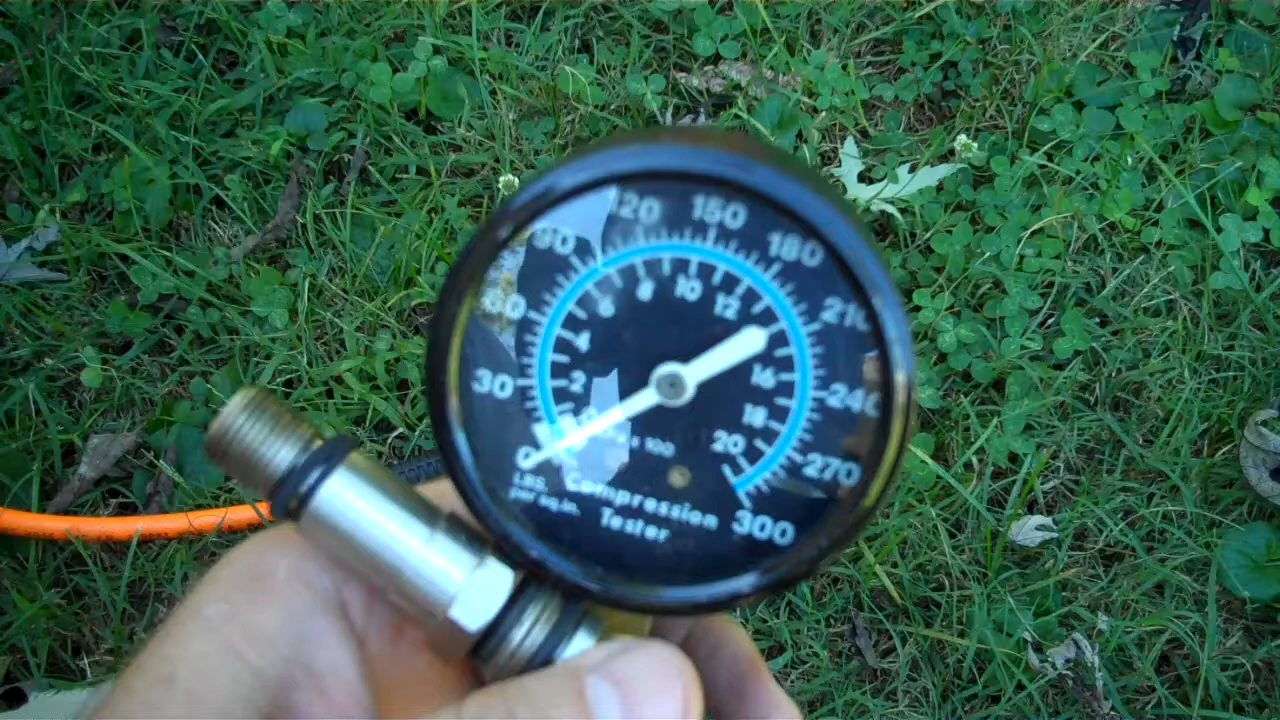 120 150
90 180
60 210
30 240
0 270
300
8 10
6 12
4
2 16
0 18
20
x 100
LBS.
per sq.in.
Compression
Tester